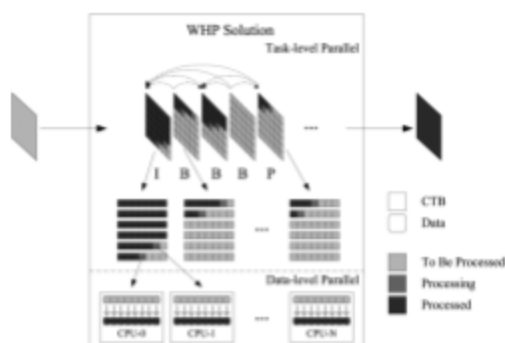 WHP Solution
Task-level Parallel
...
I B B B P
...
CTB
Data
To Be Processed
Data-level Parallel
Processing
Processed
...
CPU-0 CPU-1 CPU-N